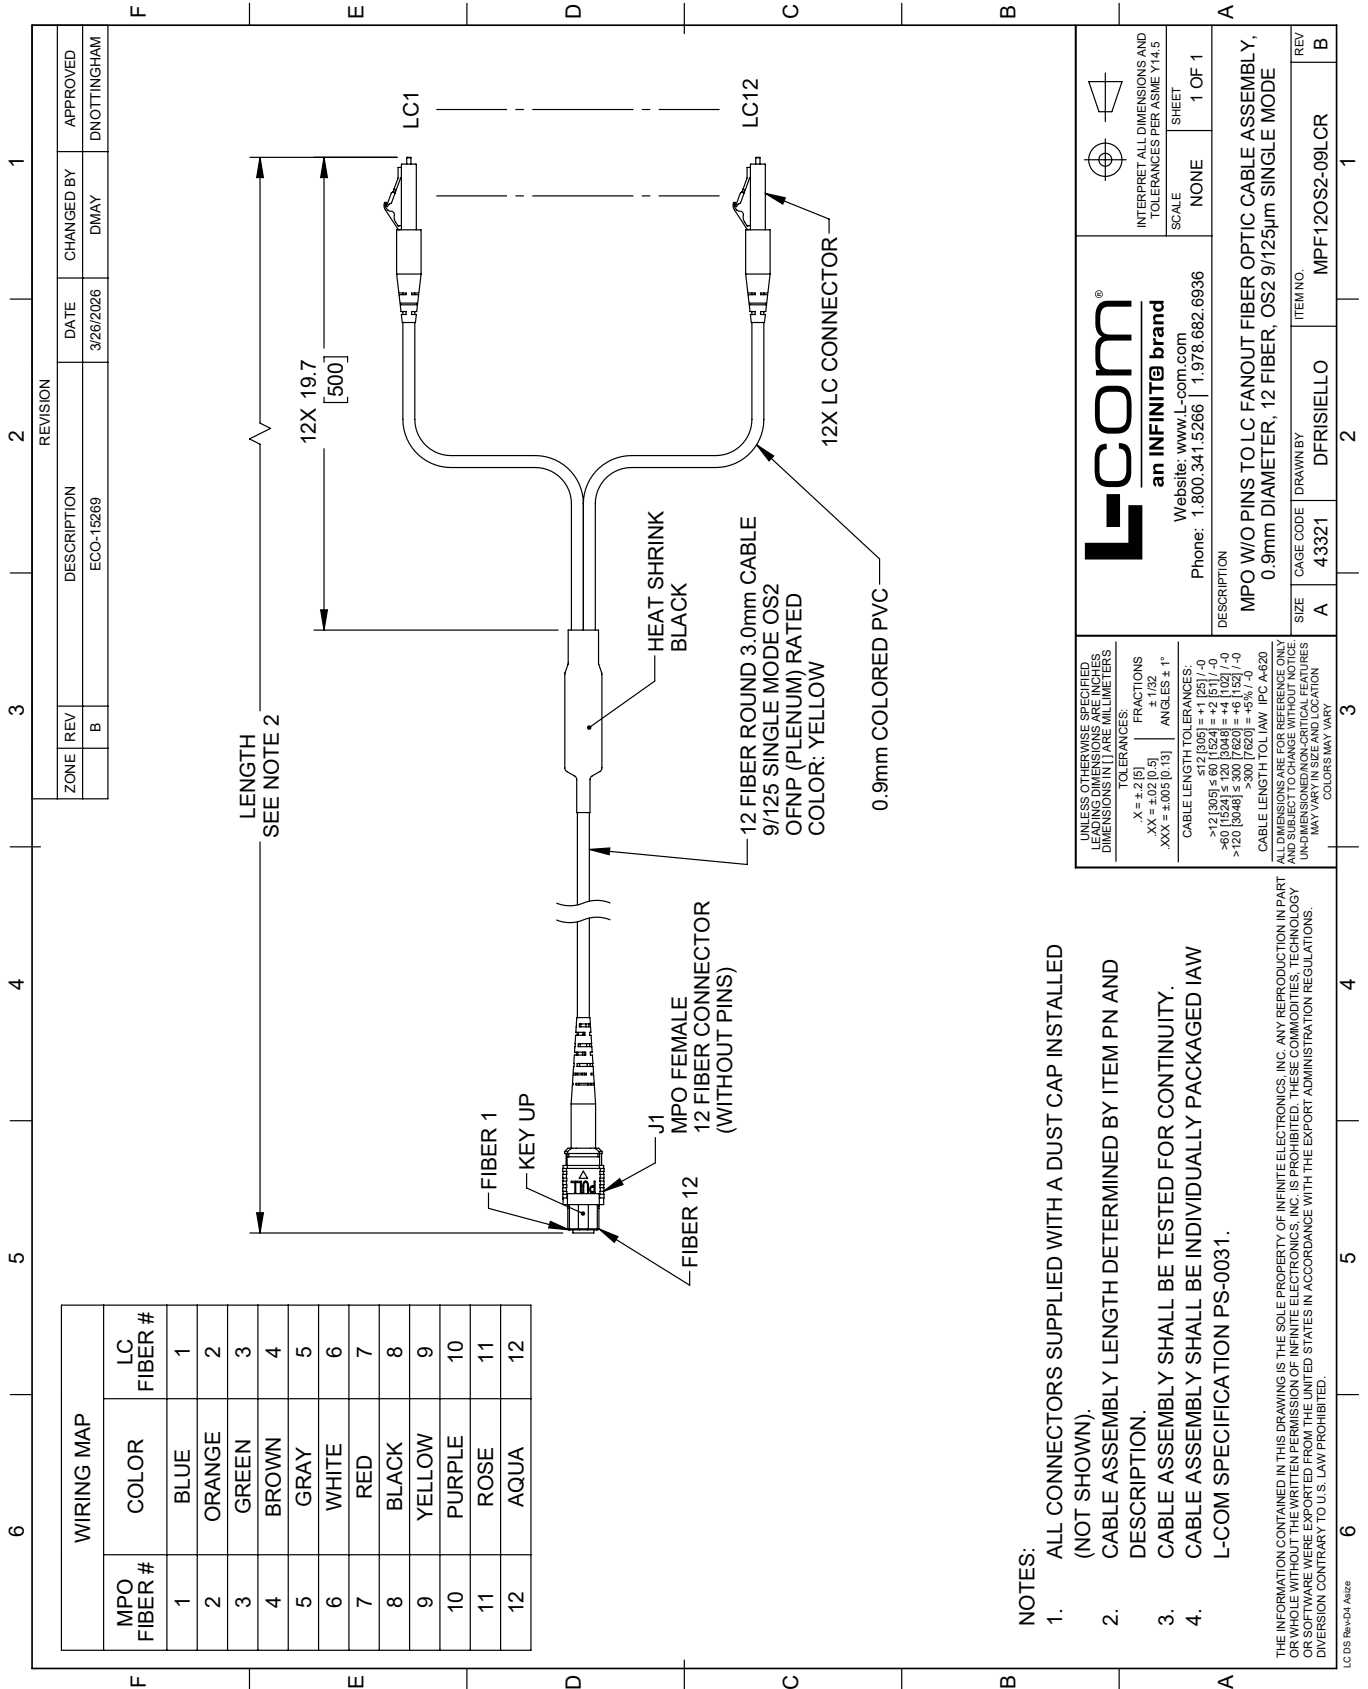 6
5
4
3
2
1
F
E
D
C
B
A
REVISION
ZONE REV DESCRIPTION DATE CHANGED BY APPROVED
B ECO-15269 3/26/2026 DMAY DNOTTINGHAM
WIRING MAP
MPO FIBER # COLOR LC FIBER #
1 BLUE 1
2 ORANGE 2
3 GREEN 3
4 BROWN 4
5 GRAY 5
6 WHITE 6
7 RED 7
8 BLACK 8
9 YELLOW 9
10 PURPLE 10
11 ROSE 11
12 AQUA 12
LENGTH
SEE NOTE 2
12X 19.7
[500]
LC1
LC12
FIBER 1
KEY UP
PULL
FIBER 12
J1
MPO FEMALE
12 FIBER CONNECTOR
(WITHOUT PINS)
HEAT SHRINK
BLACK
12 FIBER ROUND 3.0mm CABLE
9/125 SINGLE MODE OS2
OFNP (PLENUM) RATED
COLOR: YELLOW
12X LC CONNECTOR
0.9mm COLORED PVC
NOTES:
1. ALL CONNECTORS SUPPLIED WITH A DUST CAP INSTALLED
(NOT SHOWN).
2. CABLE ASSEMBLY LENGTH DETERMINED BY ITEM PN AND
DESCRIPTION.
3. CABLE ASSEMBLY SHALL BE TESTED FOR CONTINUITY.
4. CABLE ASSEMBLY SHALL BE INDIVIDUALLY PACKAGED IAW
L-COM SPECIFICATION PS-0031.
THE INFORMATION CONTAINED IN THIS DRAWING IS THE SOLE PROPERTY OF INFINITE ELECTRONICS, INC. ANY REPRODUCTION IN PART
OR WHOLE WITHOUT THE WRITTEN PERMISSION OF INFINITE ELECTRONICS, INC. IS PROHIBITED. THESE COMMODITIES, TECHNOLOGY
OR SOFTWARE WERE EXPORTED FROM THE UNITED STATES IN ACCORDANCE WITH THE EXPORT ADMINISTRATION REGULATIONS.
DIVERSION CONTRARY TO U.S. LAW PROHIBITED.
UNLESS OTHERWISE SPECIFIED
LEADING DIMENSIONS ARE INCHES
DIMENSIONS IN [ ] ARE MILLIMETERS
TOLERANCES:
.X = ±.2 [5] FRACTIONS
.XX = ±.02 [0.5] ± 1/32
.XXX = ±.005 [0.13] ANGLES ± 1°
CABLE LENGTH TOLERANCES:
≤12 [305] = +1 [25] / -0
>12 [305] ≤ 60 [1524] = +2 [51] / -0
>60 [1524] ≤ 120 [3048] = +4 [102] / -0
>120 [3048] ≤ 300 [7620] = +6 [152] / -0
>300 [7620] = +5% / -0
CABLE LENGTH TOL IAW IPC A-620
ALL DIMENSIONS ARE FOR REFERENCE ONLY
AND SUBJECT TO CHANGE WITHOUT NOTICE.
UN-DIMENSIONED/NON-CRITICAL FEATURES
MAY VARY IN SIZE AND LOCATION
COLORS MAY VARY
L-com®
an INFINIT@ brand
Website: www.L-com.com
Phone: 1.800.341.5266 | 1.978.682.6936
INTERPRET ALL DIMENSIONS AND
TOLERANCES PER ASME Y14.5
SCALE NONE
SHEET 1 OF 1
DESCRIPTION
MPO W/O PINS TO LC FANOUT FIBER OPTIC CABLE ASSEMBLY,
0.9mm DIAMETER, 12 FIBER, OS2 9/125µm SINGLE MODE
SIZE CAGE CODE DRAWN BY ITEM NO. REV
A 43321 DFRISIELLO MPF12OS2-09LCR B
6
5
4
3
2
1
F
E
D
C
B
A
LC DS Rev-D4 Asize